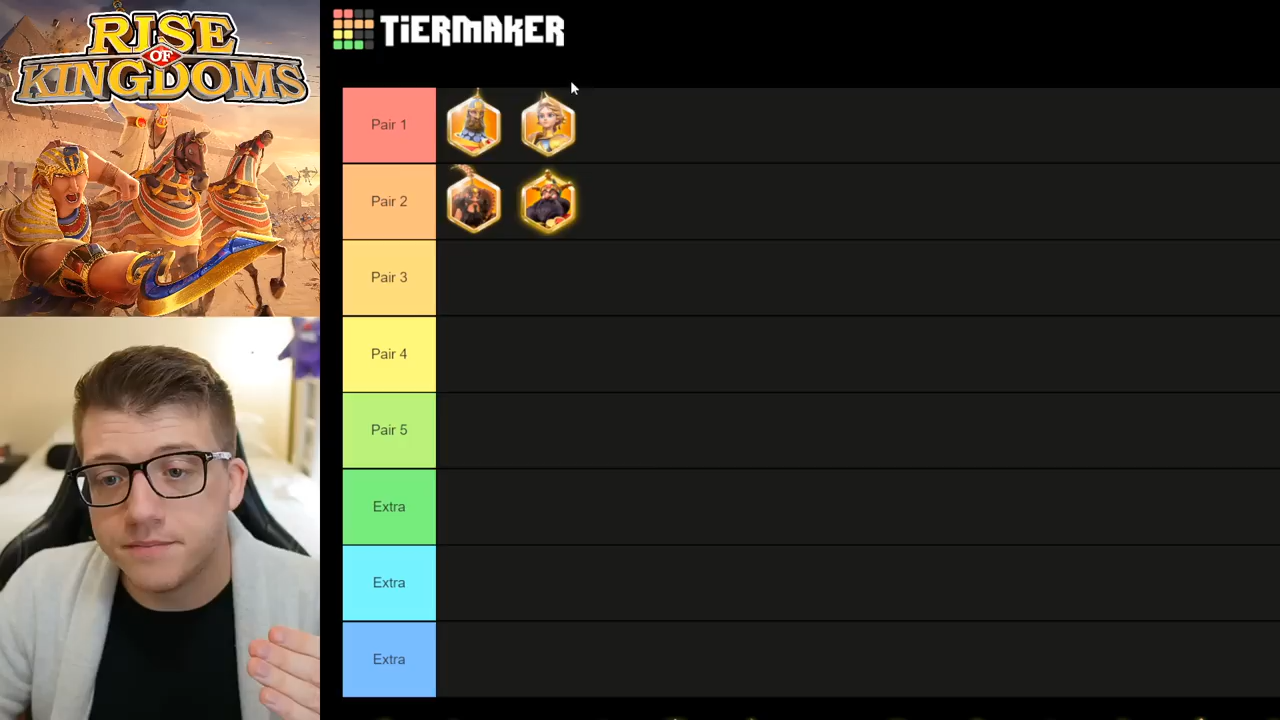 RISE
OF
KINGDOMS
TiERMAKER
Pair 1
Pair 2
Pair 3
Pair 4
Pair 5
Extra
Extra
Extra